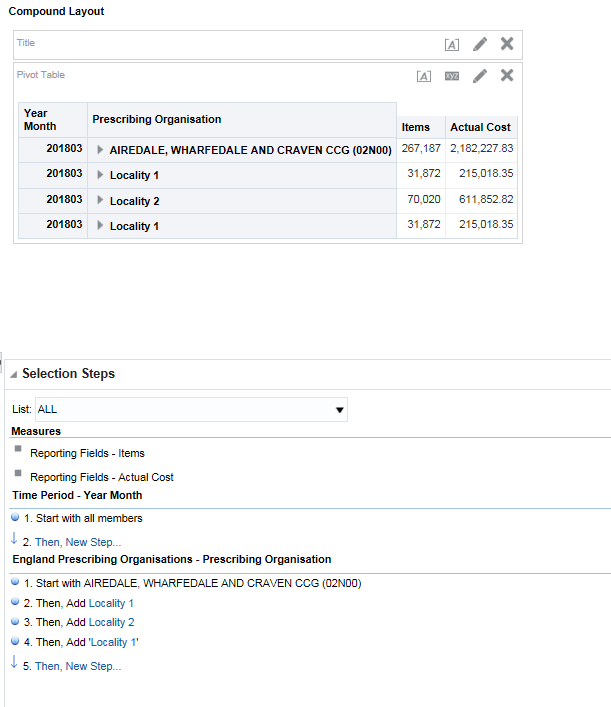 Compound Layout
Title
Pivot Table
Year Month Prescribing Organisation Items Actual Cost
201803 AIREDALE, WHARFEDALE AND CRAVEN CCG (02N00) 267,187 2,182,227.83
201803 Locality 1 31,872 215,018.35
201803 Locality 2 70,020 611,852.82
201803 Locality 1 31,872 215,018.35
Selection Steps
List: ALL
Measures
Reporting Fields - Items
Reporting Fields - Actual Cost
Time Period - Year Month
1. Start with all members
2. Then, New Step...
England Prescribing Organisations - Prescribing Organisation
1. Start with AIREDALE, WHARFEDALE AND CRAVEN CCG (02N00)
2. Then, Add Locality 1
3. Then, Add Locality 2
4. Then, Add 'Locality 1'
5. Then, New Step...